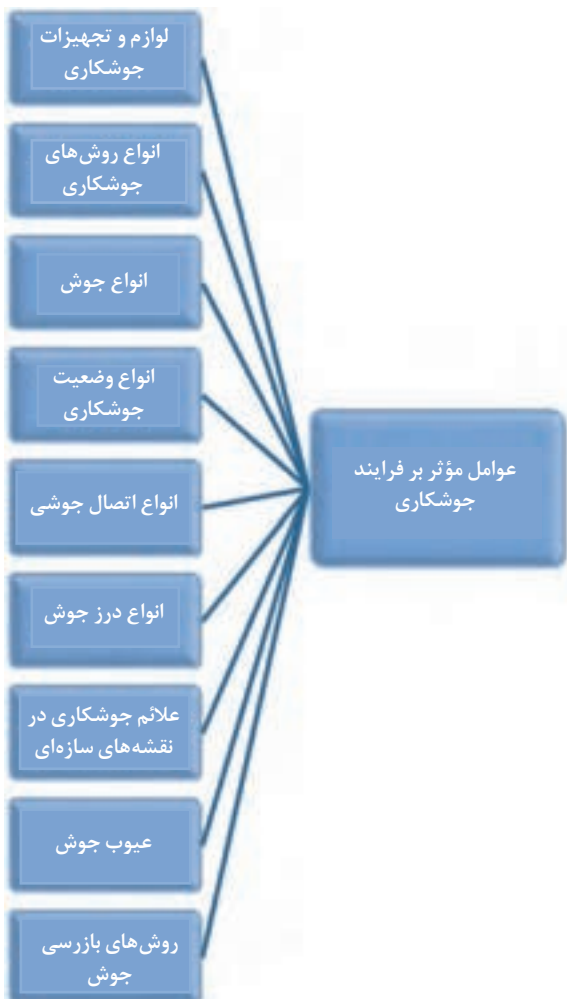 عوامل مؤثر بر فرایند
جوشکاری
لوازم و تجهیزات
جوشکاری
انواع روش‌های
جوشکاری
انواع جوش
انواع وضعیت
جوشکاری
انواع اتصال جوشی
انواع درز جوش
علائم جوشکاری در
نقشه‌های سازه‌ای
عیوب جوش
روش‌های بازرسی
جوش